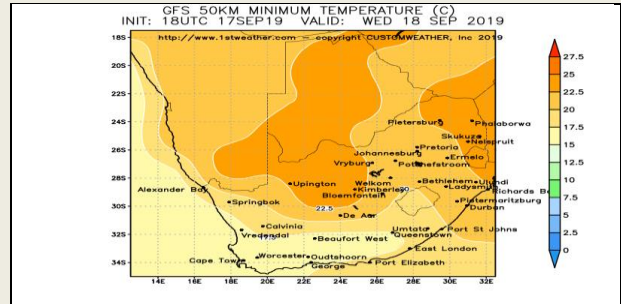 GFS 50KM MINIMUM TEMPERATURE (C)
INIT: 18UTC 17SEP19 VALID: WED 18 SEP 2019
http://www.1stweather.com — copyright CUSTOMWEATHER, Inc 2019
18S
20S
22S
24S
26S
28S
30S
32S
34S
Pietersburg
Phalaborwa
Skukuza
Nelspruit
Pretoria
Johannesburg
Ermelo
Vryburg
Potchefstroom
Alexander Bay
Upington
Welkom
Bethlehem
Ulundi
Kimberley
Ladysmith
Richards B
Bloemfontein
Springbok
22.5
Pietermaritzburg
Durban
De Aar
Calvinia
Vredendal
Umtata
Port St Johns
Queenstown
Beaufort West
East London
Worcester
Oudtshoorn
Cape Town
George
Port Elizabeth
14E
16E
18E
20E
22E
24E
26E
28E
30E
32E
27.5
25
22.5
20
17.5
15
12.5
10
7.5
5
2.5
0